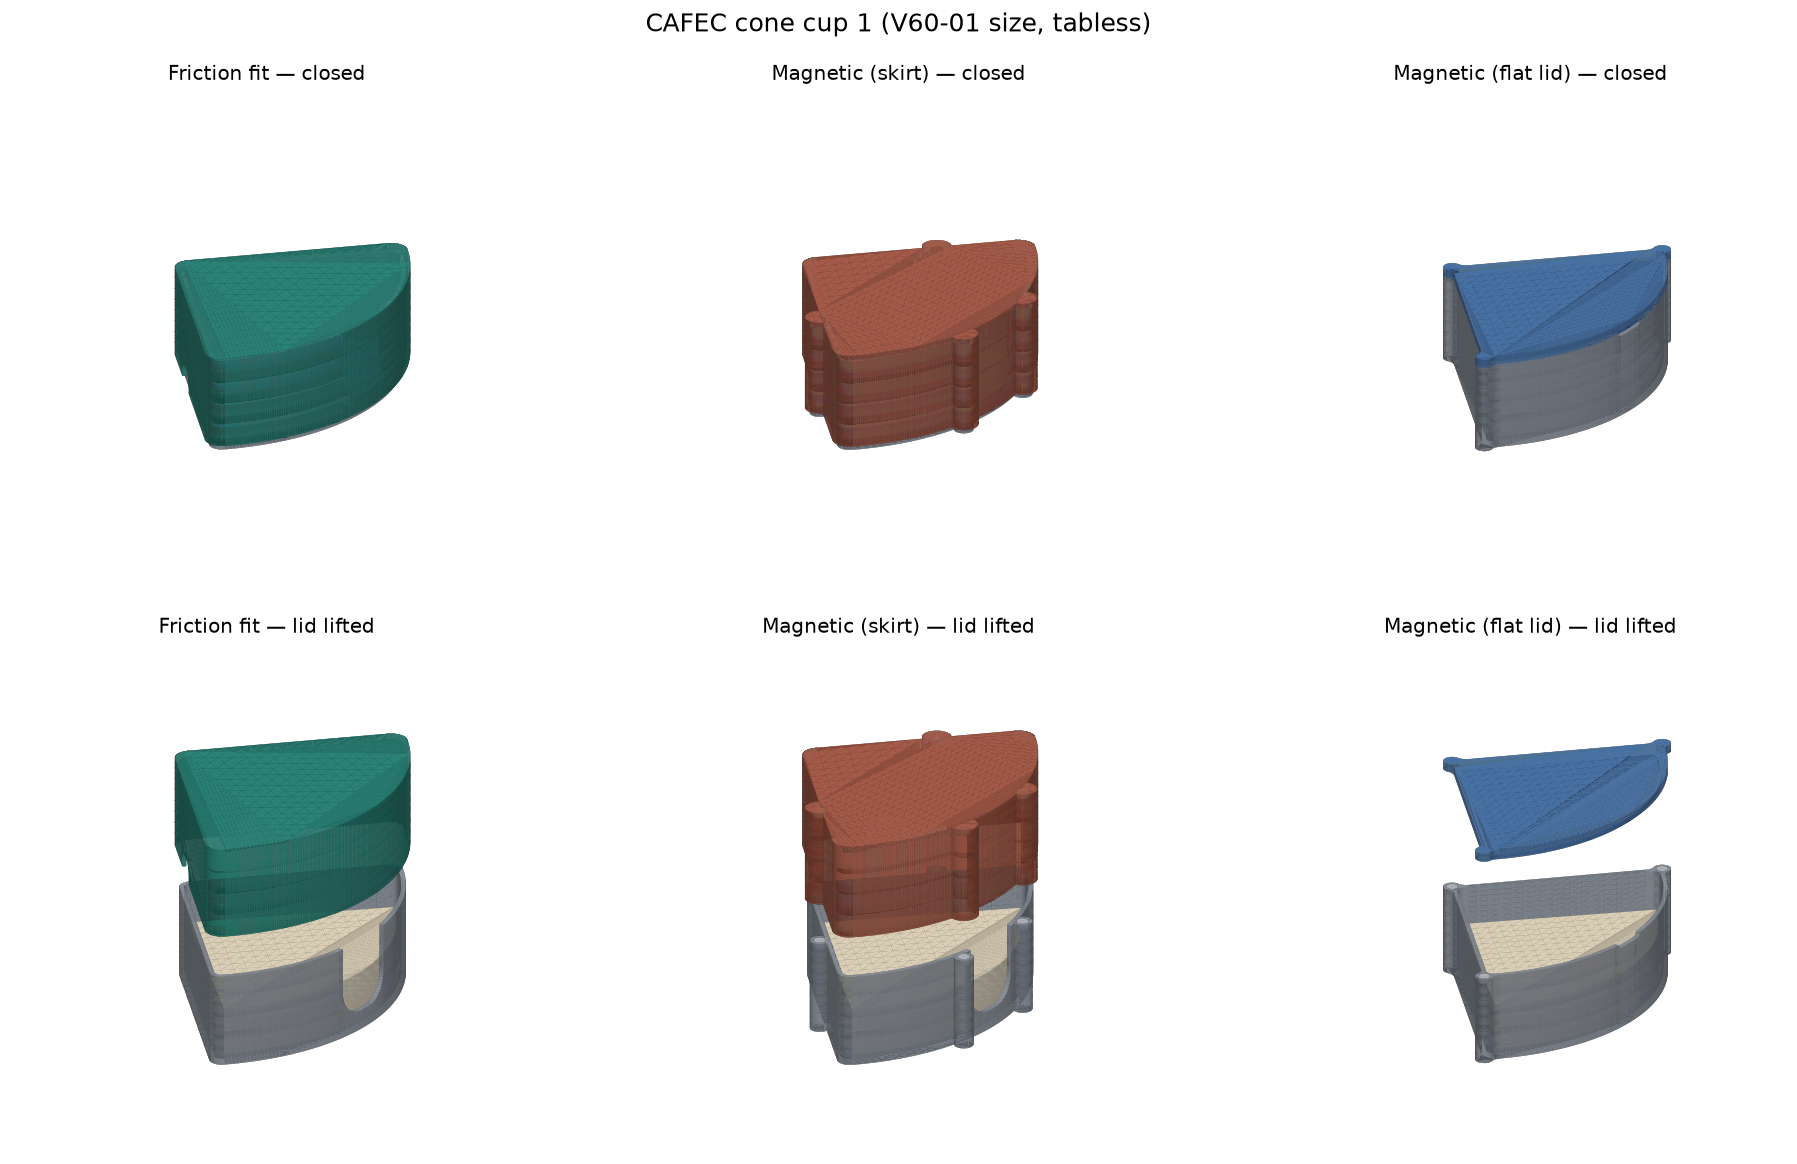 CAFEC cone cup 1 (V60-01 size, tabless)
Friction fit — closed
Magnetic (skirt) — closed
Magnetic (flat lid) — closed
Friction fit — lid lifted
Magnetic (skirt) — lid lifted
Magnetic (flat lid) — lid lifted